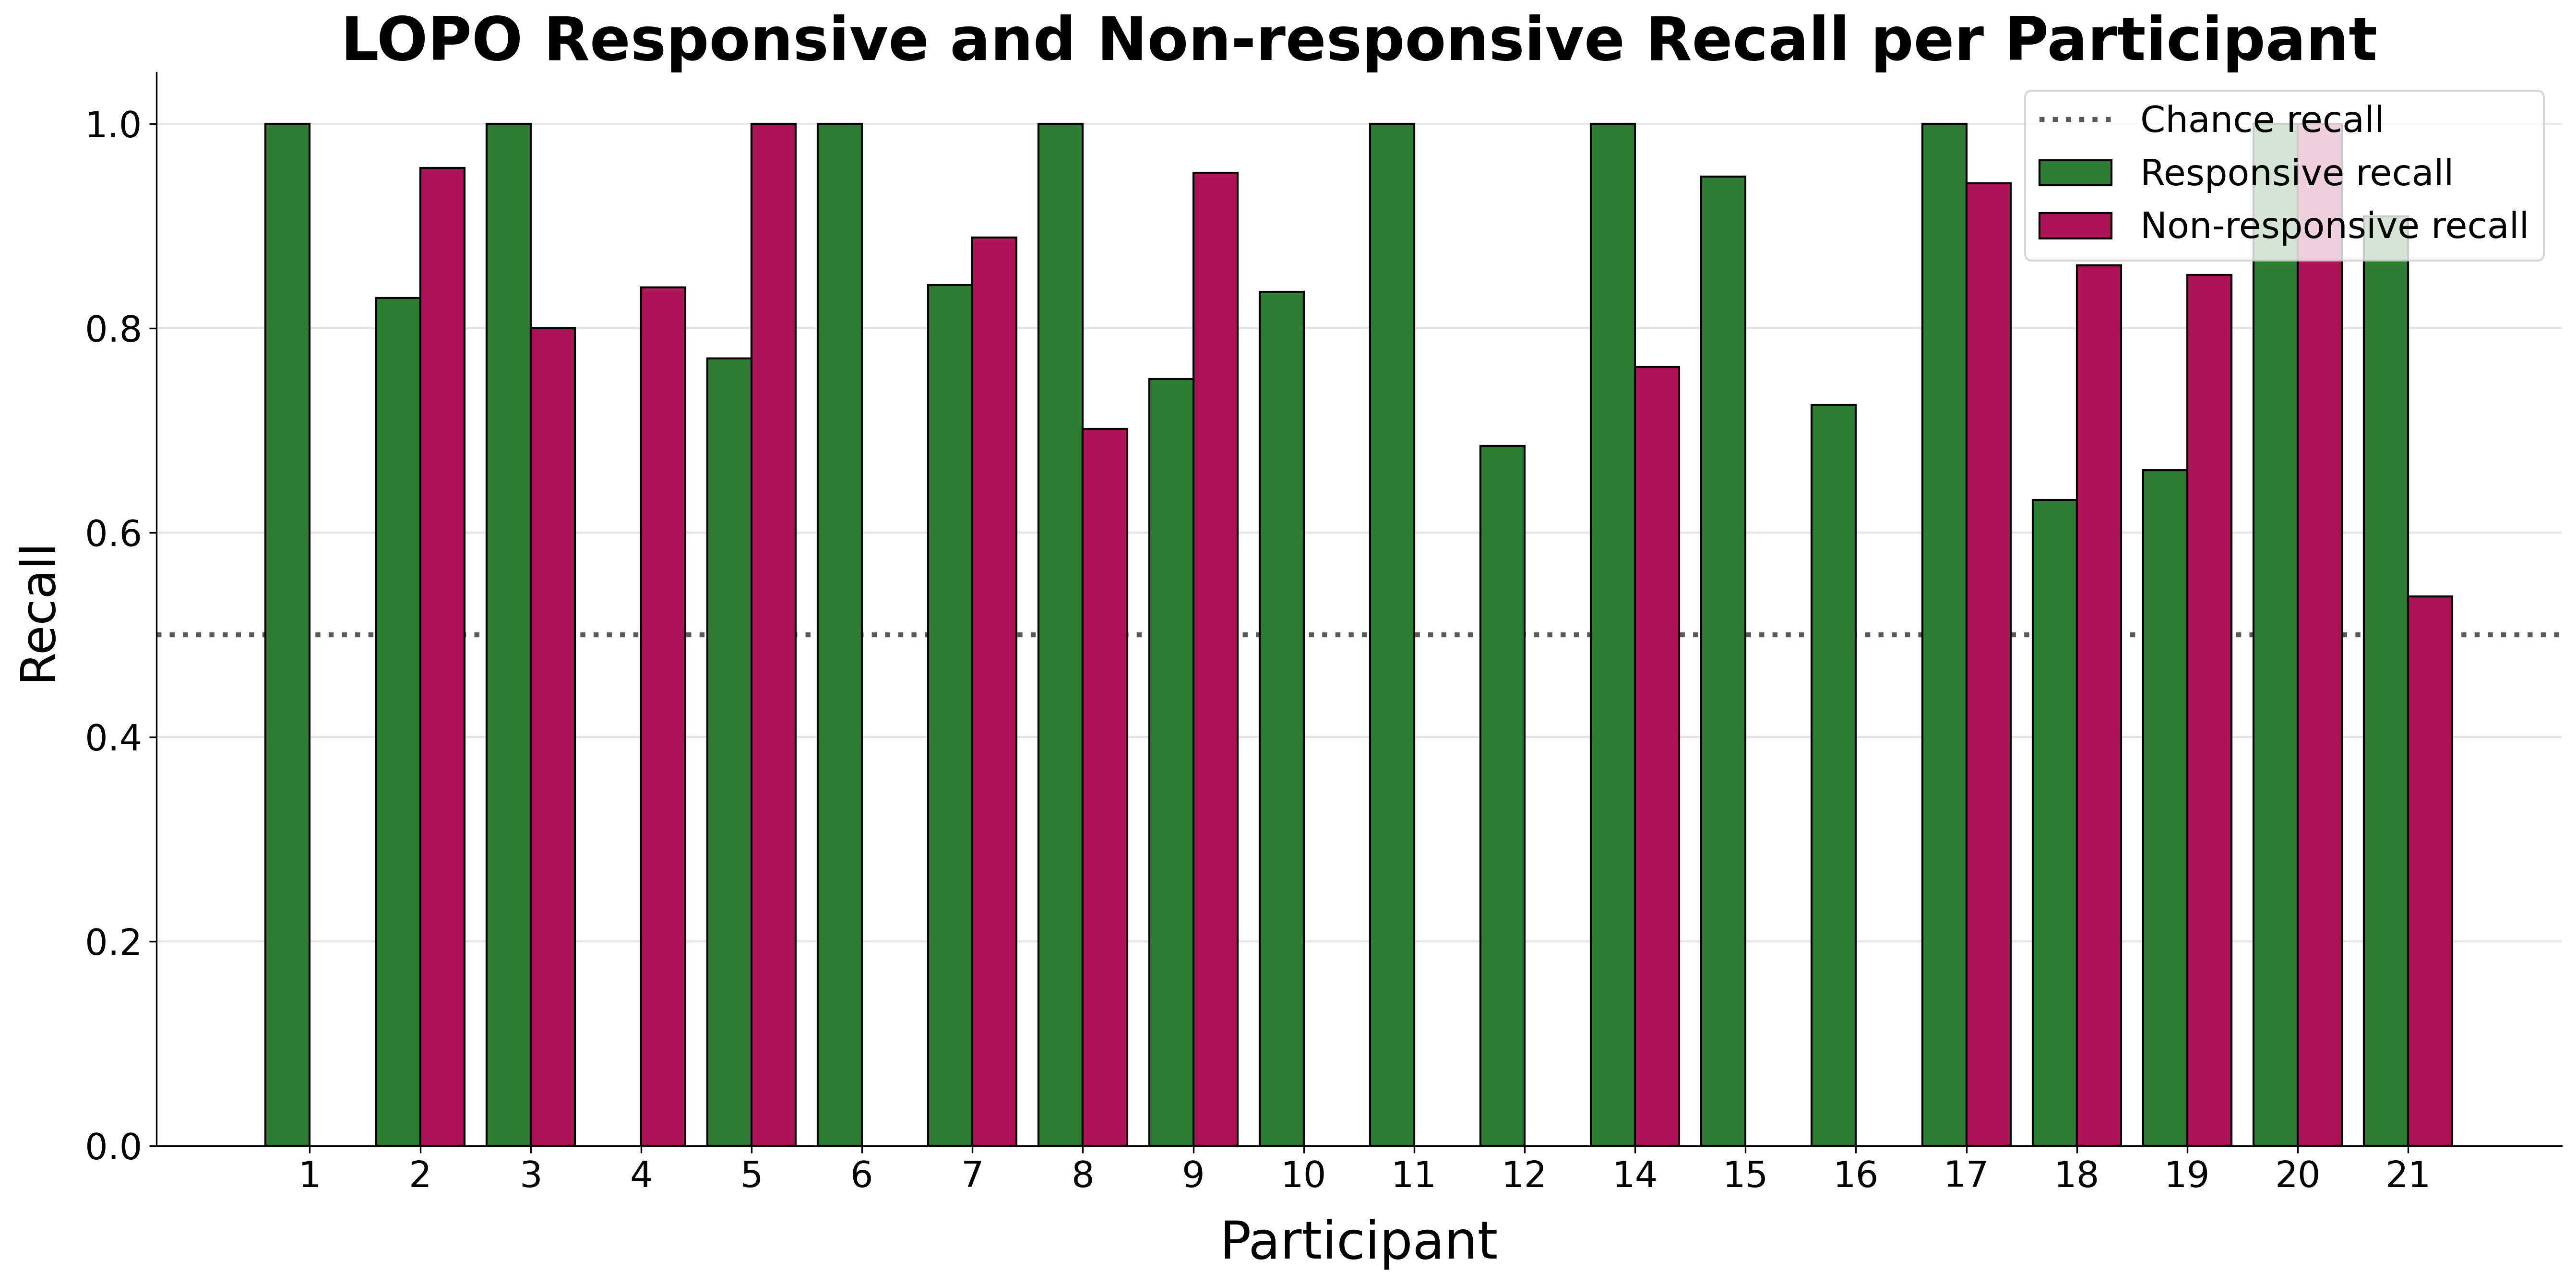 LOPO Responsive and Non-responsive Recall per Participant
Chance recall
Responsive recall
Non-responsive recall
1.0
0.8
0.6
0.4
0.2
0.0
Recall
1 2 3 4 5 6 7 8 9 10 11 12 14 15 16 17 18 19 20 21
Participant